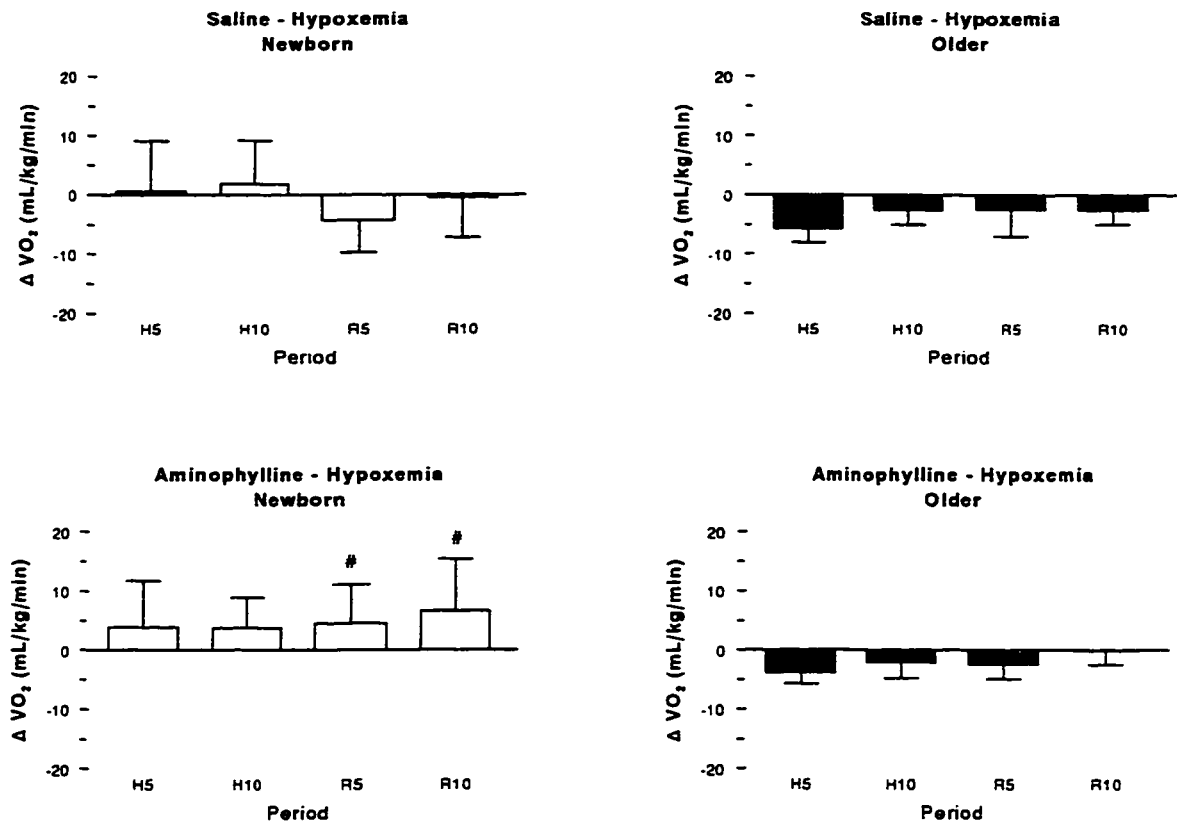 Saline - Hypoxemia
Newborn
20
10
0
-10
-20
Δ VO₂ (mL/kg/min)
H5 H10 R5 R10
Period
Saline - Hypoxemia
Older
20
10
0
-10
-20
Δ VO₂ (mL/kg/min)
H5 H10 R5 R10
Period
Aminophylline - Hypoxemia
Newborn
20
10
0
-10
-20
Δ VO₂ (mL/kg/min)
# #
H5 H10 R5 R10
Period
Aminophylline - Hypoxemia
Older
20
10
0
-10
-20
Δ VO₂ (mL/kg/min)
H5 H10 R5 R10
Period